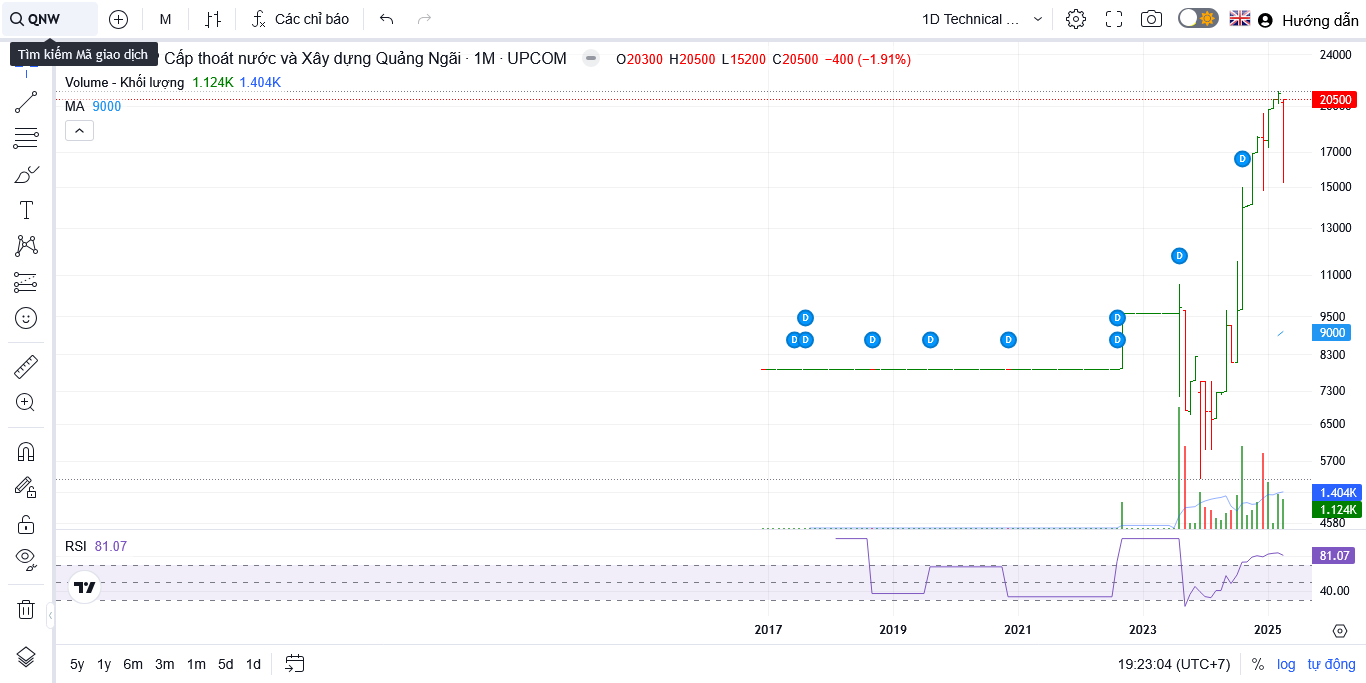 QNW
M
Các chỉ báo
1D Technical ...
Hướng dẫn
Tìm kiếm Mã giao dịch
Cấp thoát nước và Xây dựng Quảng Ngãi · 1M · UPCOM
O20300 H20500 L15200 C20500 −400 (−1.91%)
Volume - Khối lượng 1.124K 1.404K
MA 9000
24000
20500
17000
15000
13000
11000
9500
9000
8300
7300
6500
5700
1.404K
1.124K
4580
D
D
D
D D
D
D
D
D
D
RSI 81.07
81.07
40.00
2017 2019 2021 2023 2025
5y 1y 6m 3m 1m 5d 1d
19:23:04 (UTC+7)
% log tự động